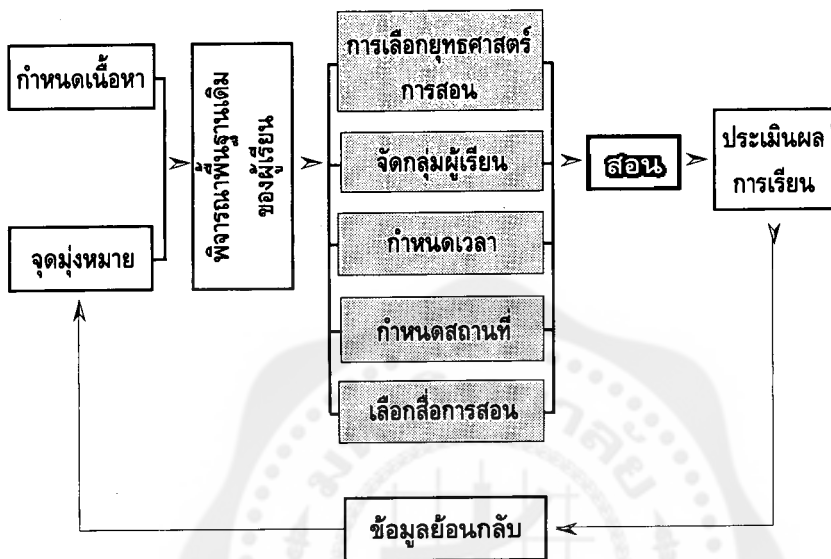 กำหนดเนื้อหา
จุดมุ่งหมาย
พิจารณาพื้นฐานเดิม
ของผู้เรียน
การเลือกยุทธศาสตร์
การสอน
จัดกลุ่มผู้เรียน
กำหนดเวลา
กำหนดสถานที่
เลือกสื่อการสอน
สอน
ประเมินผล
การเรียน
ข้อมูลย้อนกลับ